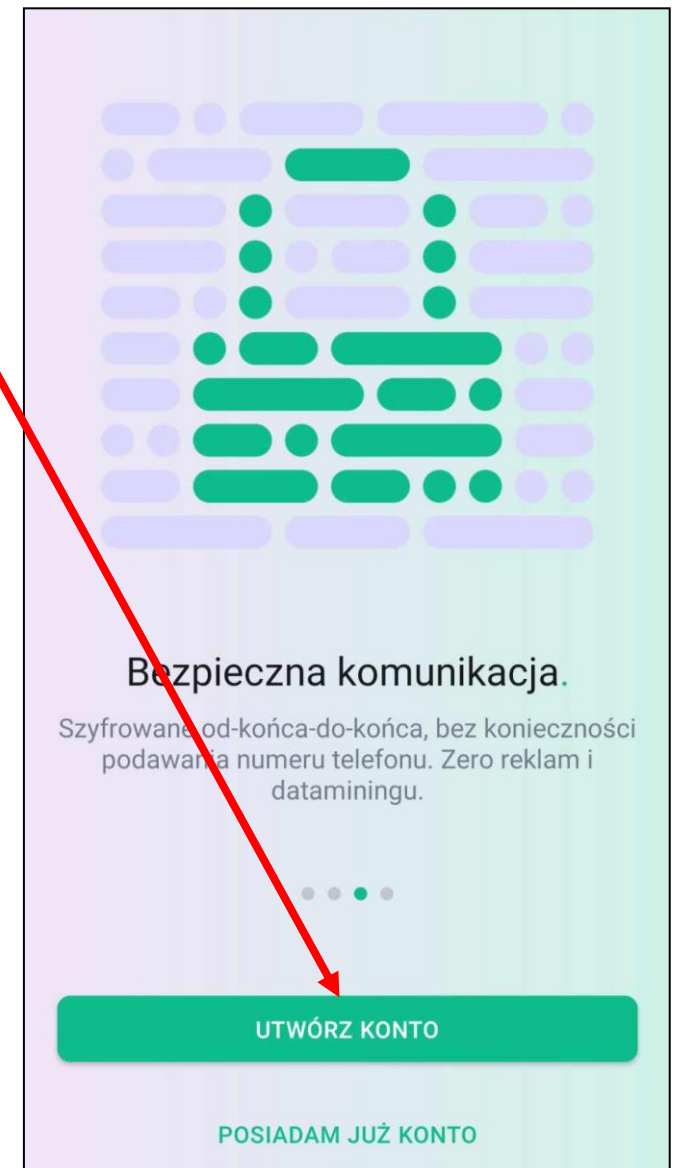 Bezpieczna komunikacja.
Szyfrowane od-końca-do-końca, bez konieczności
podawania numeru telefonu. Zero reklam i
dataminingu.
UTWÓRZ KONTO
POSIADAM JUŻ KONTO